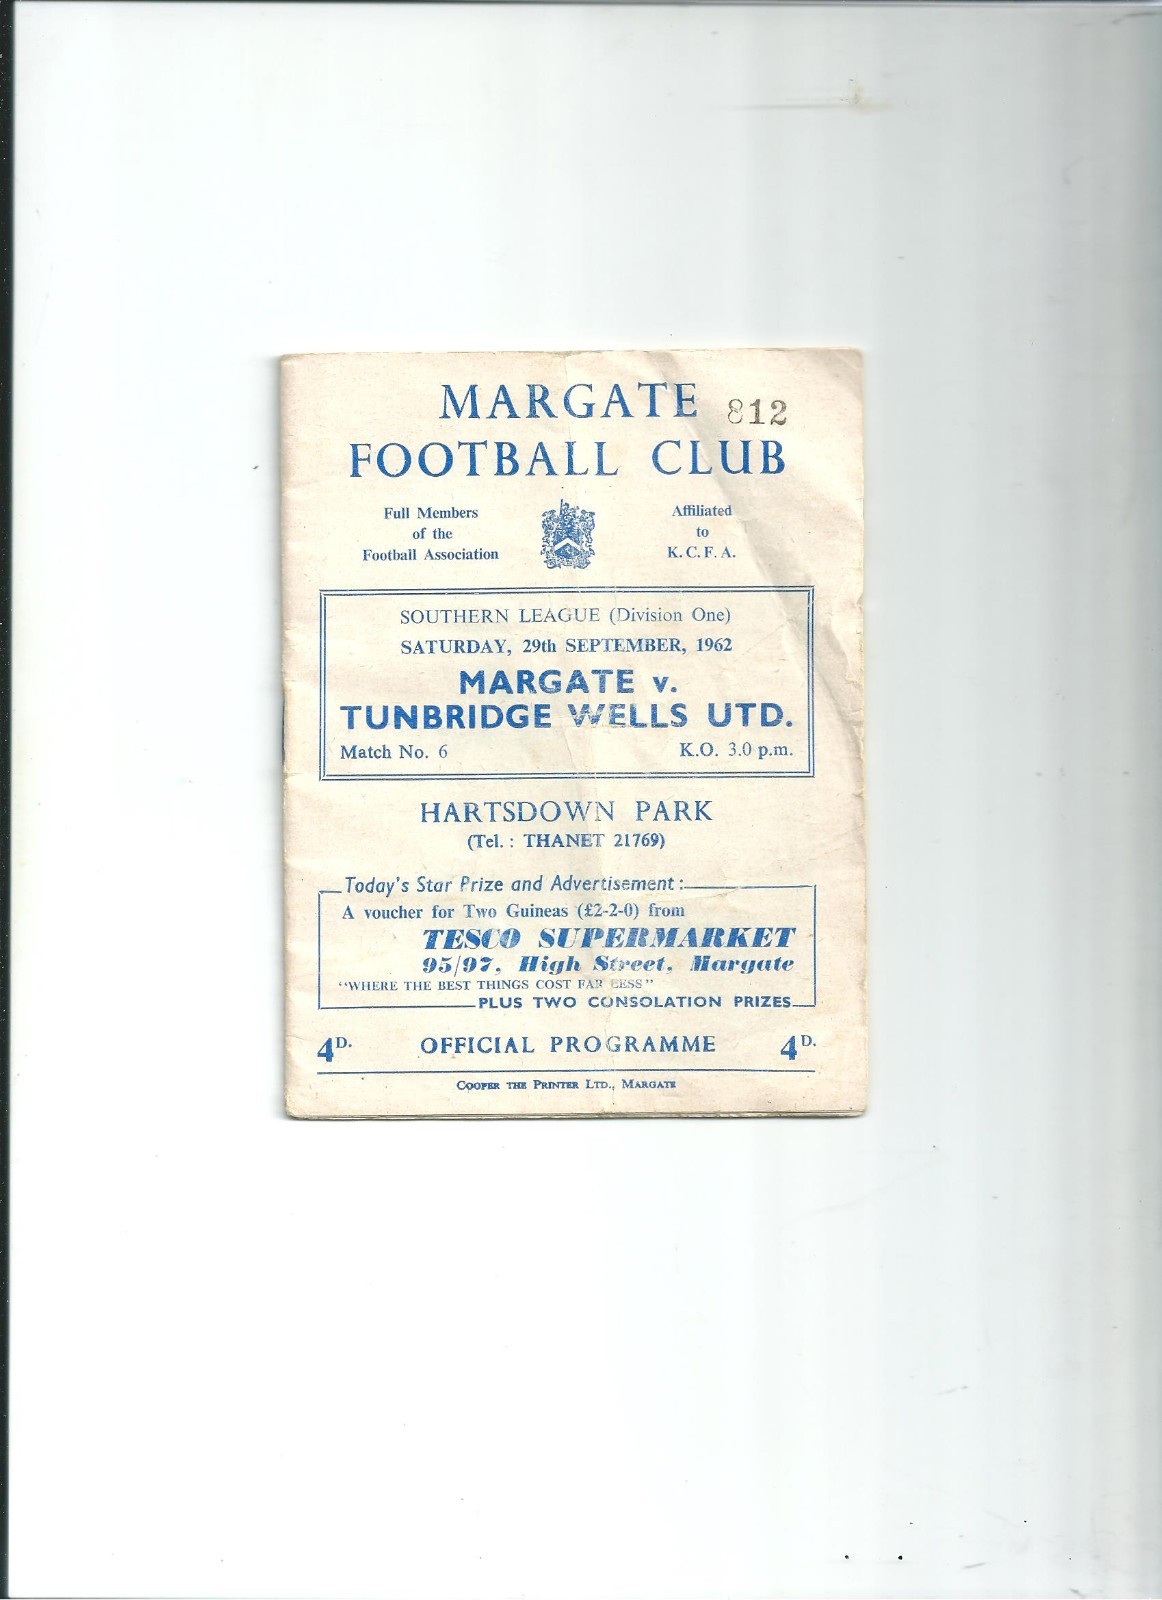 MARGATE 812
FOOTBALL CLUB
Full Members
of the
Football Association
Affiliated
to
K. C. F. A.
SOUTHERN LEAGUE (Division One)
SATURDAY, 29th SEPTEMBER, 1962
MARGATE v.
TUNBRIDGE WELLS UTD.
Match No. 6 K.O. 3.0 p.m.
HARTSDOWN PARK
(Tel. : THANET 21769)
Today's Star Prize and Advertisement :
A voucher for Two Guineas (£2-2-0) from
TESCO SUPERMARKET
95/97, High Street, Margate
"WHERE THE BEST THINGS COST FAR LESS"
PLUS TWO CONSOLATION PRIZES
4D. OFFICIAL PROGRAMME 4D.
COOPER THE PRINTER LTD., MARGATE